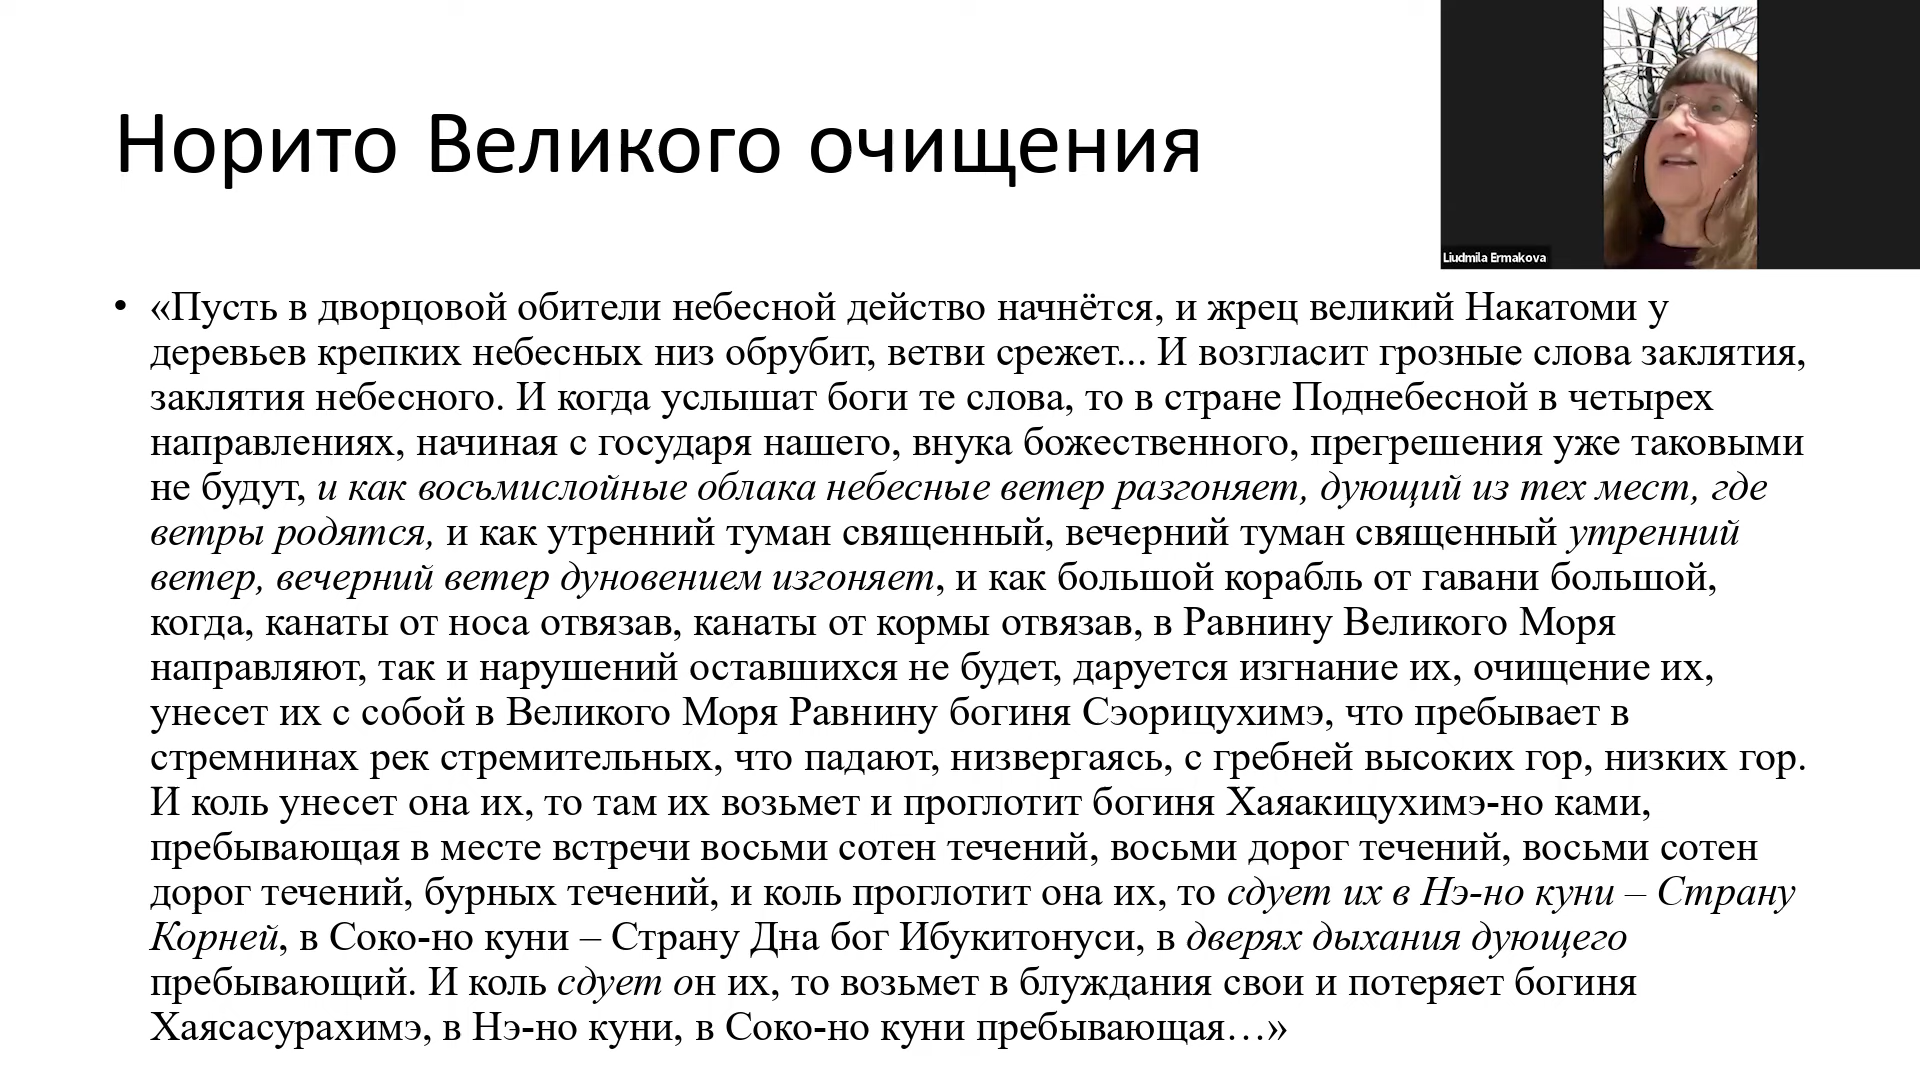 Норито Великого очищения
Liudmila Ermakova
• «Пусть в дворцовой обители небесной действо начнётся, и жрец великий Накатоми у
деревьев крепких небесных низ обрубит, ветви срежет... И возгласит грозные слова заклятия,
заклятия небесного. И когда услышат боги те слова, то в стране Поднебесной в четырех
направлениях, начиная с государя нашего, внука божественного, прегрешения уже таковыми
не будут, и как восьмислойные облака небесные ветер разгоняет, дующий из тех мест, где
ветры родятся, и как утренний туман священный, вечерний туман священный утренний
ветер, вечерний ветер дуновением изгоняет, и как большой корабль от гавани большой,
когда, канаты от носа отвязав, канаты от кормы отвязав, в Равнину Великого Моря
направляют, так и нарушений оставшихся не будет, даруется изгнание их, очищение их,
унесет их с собой в Великого Моря Равнину богиня Сэорицухимэ, что пребывает в
стремнинах рек стремительных, что падают, низвергаясь, с гребней высоких гор, низких гор.
И коль унесет она их, то там их возьмет и проглотит богиня Хаяакицухимэ-но ками,
пребывающая в месте встречи восьми сотен течений, восьми дорог течений, восьми сотен
дорог течений, бурных течений, и коль проглотит она их, то сдует их в Нэ-но куни – Страну
Корней, в Соко-но куни – Страну Дна бог Ибукитонуси, в дверях дыхания дующего
пребывающий. И коль сдует он их, то возьмет в блуждания свои и потеряет богиня
Хаясасурахимэ, в Нэ-но куни, в Соко-но куни пребывающая…»